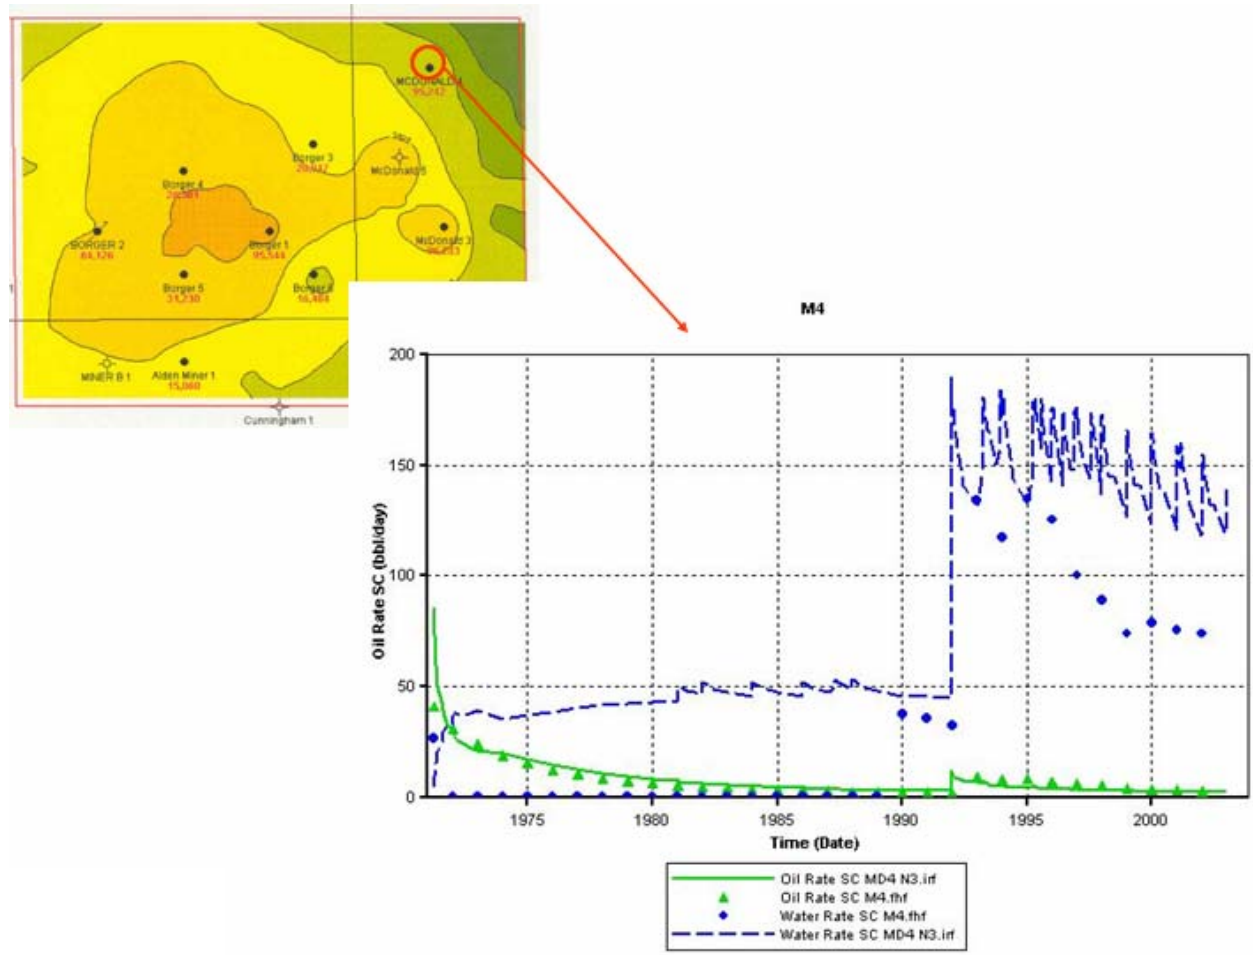 MCDONALD 4
95,242
Borger 3
20,037
McDonald 5
Borger 4
BORGER 2
84,126
Borger 1
95,544
McDonald 3
Borger 5
31,230
Borger 6
16,484
MINER B 1
Alden Miner 1
15,060
Cunningham 1
M4
Oil Rate SC (bbl/day)
200
150
100
50
0
1975
1980
1985
1990
1995
2000
Time (Date)
Oil Rate SC MD4 N3.irf
Oil Rate SC M4.fhf
Water Rate SC M4.fhf
Water Rate SC MD4 N3.irf